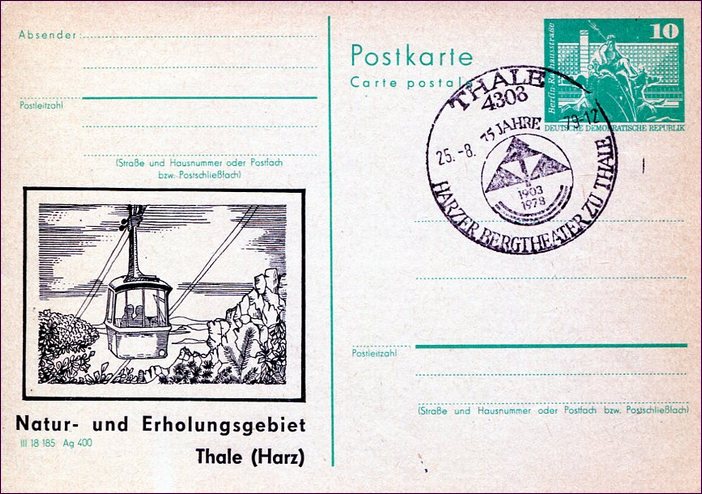 Absender:
Postleitzahl
(Straße und Hausnummer oder Postfach
bzw. Postschließfach)
Natur- und Erholungsgebiet
III 18 185 Ag 400
Thale (Harz)
Postkarte
Carte postale
10
Berlin, Rathausstraße
DEUTSCHE DEMOKRATISCHE REPUBLIK
THALE
4308
75 JAHRE
25.-8. 79-12
1903
1978
HARZER BERGTHEATER ZU THALE
Postleitzahl
(Straße und Hausnummer oder Postfach bzw. Postschließfach)